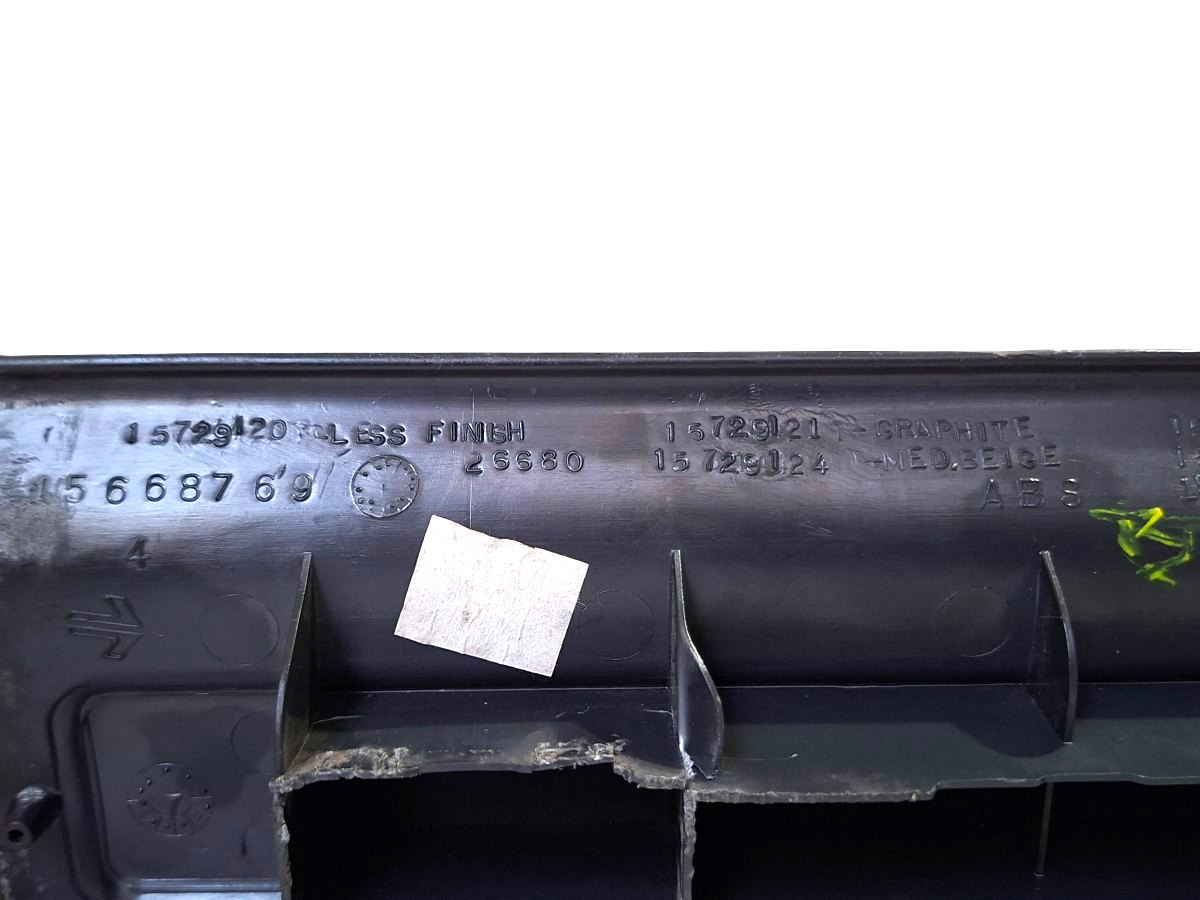 15729120 - LESS FINISH
26680
15668769
4
15729121 - GRAPHITE
15729124 - MED.BEIGE
ABS